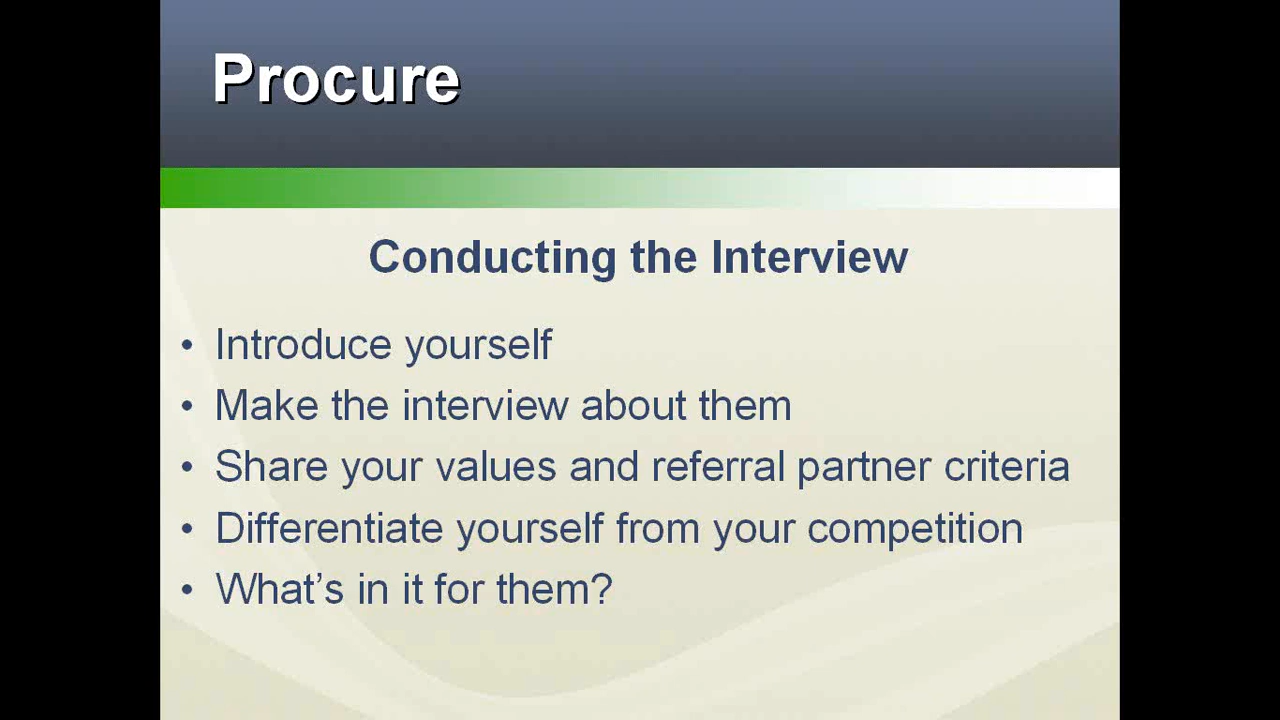 Procure
Conducting the Interview
• Introduce yourself
• Make the interview about them
• Share your values and referral partner criteria
• Differentiate yourself from your competition
• What’s in it for them?